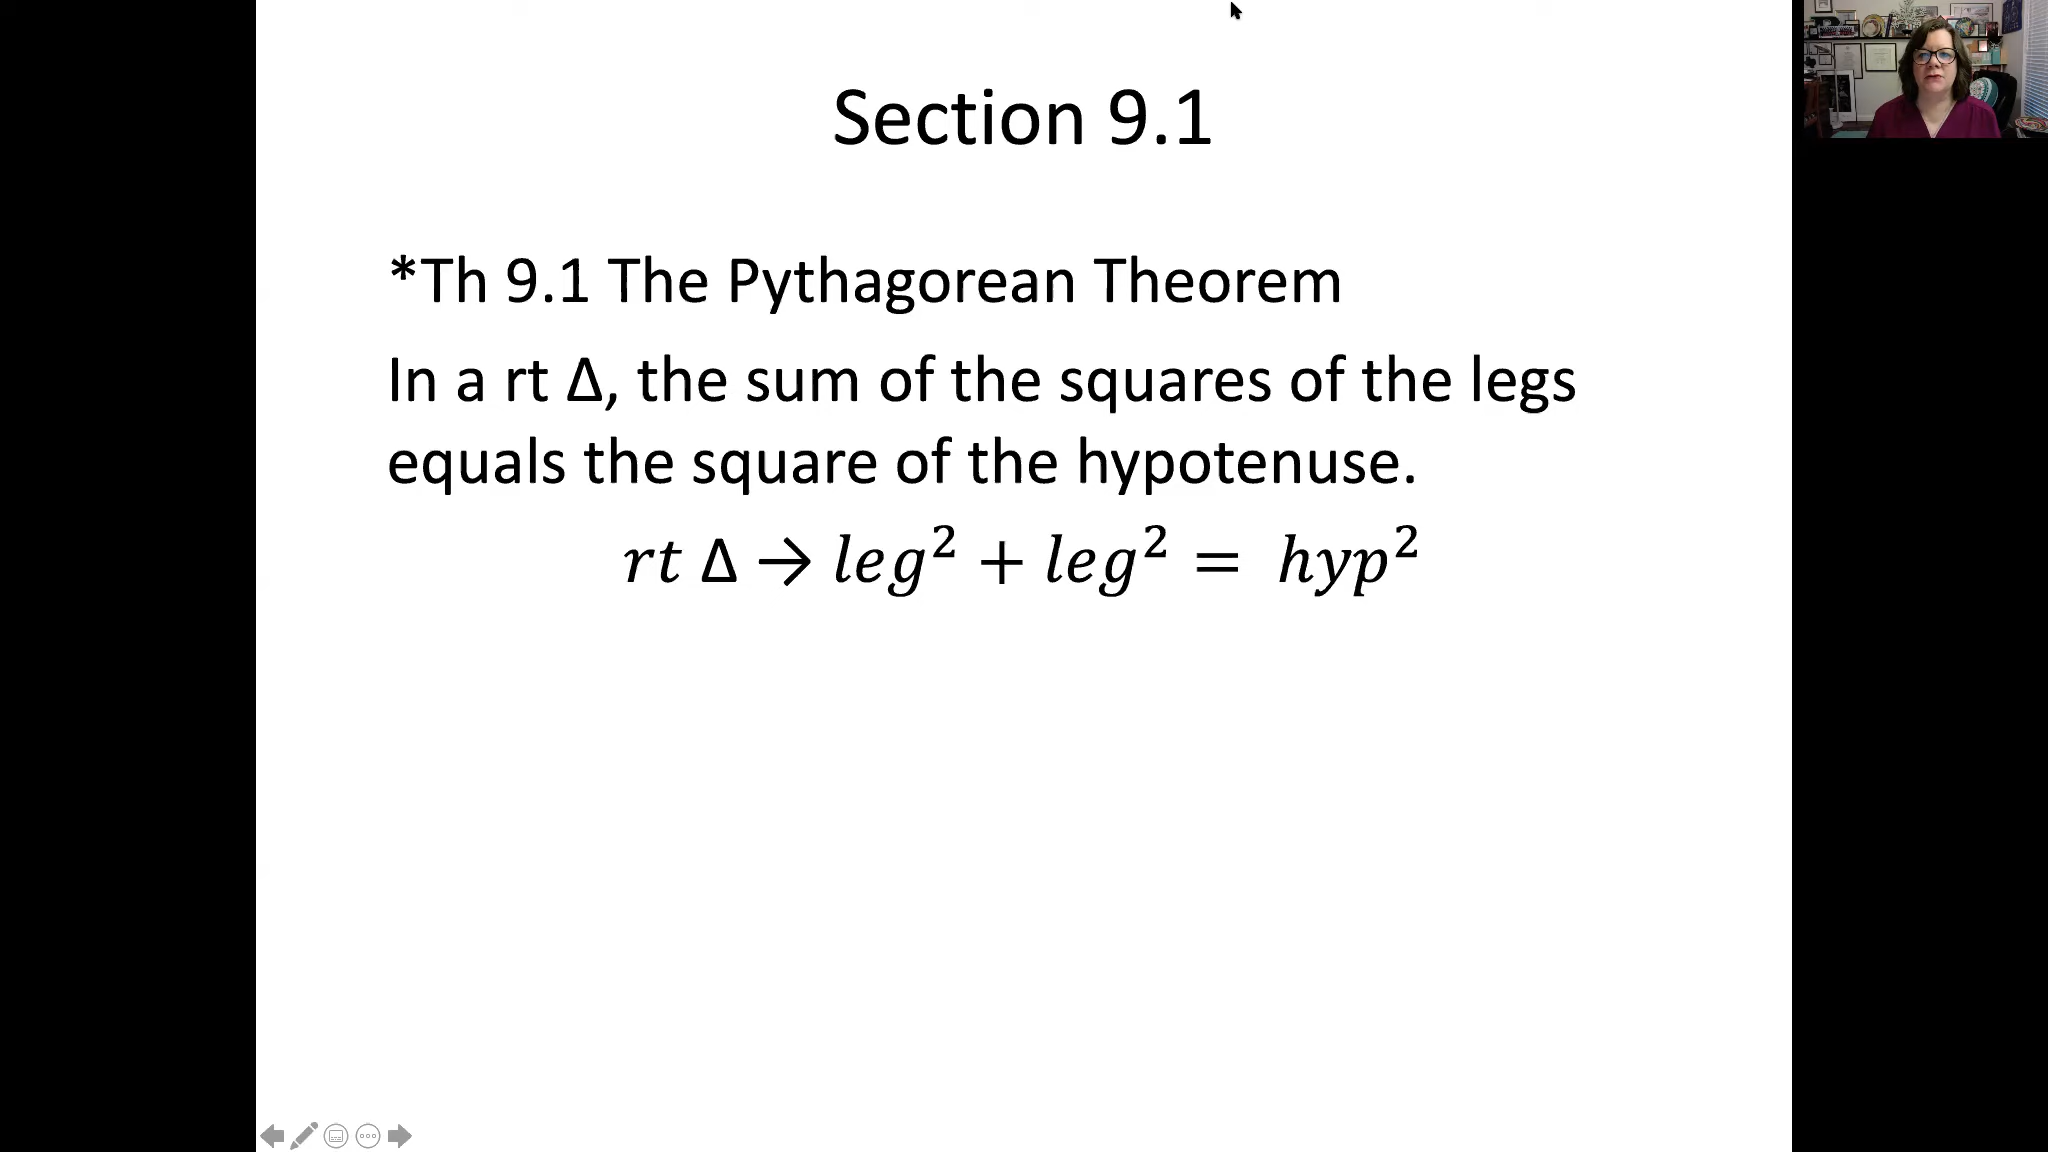 Section 9.1
*Th 9.1 The Pythagorean Theorem
In a rt Δ, the sum of the squares of the legs
equals the square of the hypotenuse.
rt Δ → leg² + leg² = hyp²